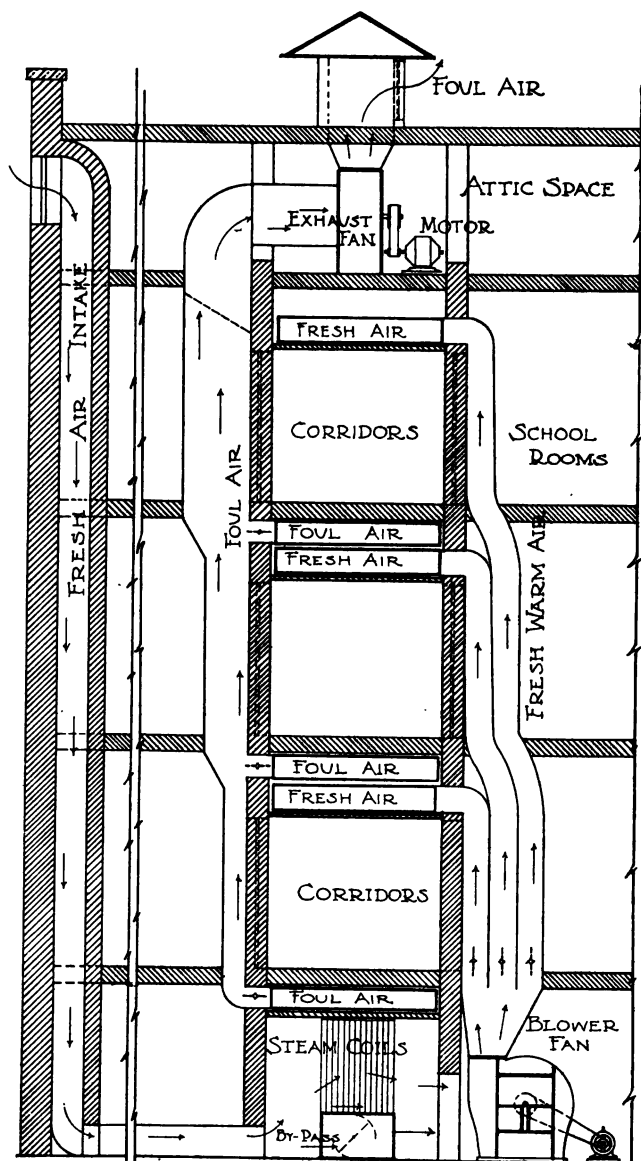 FOUL AIR
ATTIC SPACE
EXHAUST
FAN
MOTOR
FRESH AIR INTAKE
FRESH AIR
CORRIDORS
SCHOOL
ROOMS
FOUL AIR
FOUL AIR
FRESH AIR
FRESH WARM AIR
FOUL AIR
FRESH AIR
CORRIDORS
FOUL AIR
STEAM COILS
BLOWER
FAN
BY-PASS